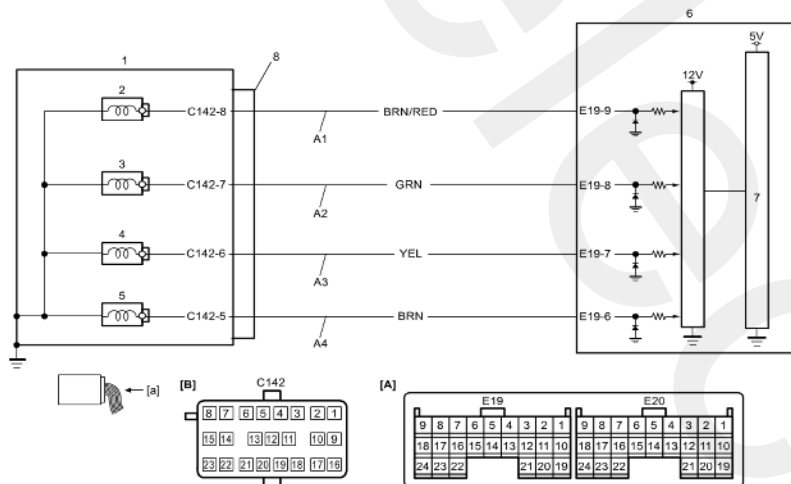 6
1
8
5V
12V
2
C142-8
BRN/RED
E19-9
A1
3
C142-7
GRN
E19-8
A2
7
4
C142-6
YEL
E19-7
A3
5
C142-5
BRN
E19-6
A4
[a]
[B]
C142
[A]
8 7 6 5 4 3 2 1
15 14 13 12 11 10 9
23 22 21 20 19 18 17 16
E19 E20
9 8 7 6 5 4 3 2 1 9 8 7 6 5 4 3 2 1
18 17 16 15 14 13 12 11 10 18 17 16 15 14 13 12 11 10
24 23 22 21 20 19 24 23 22 21 20 19